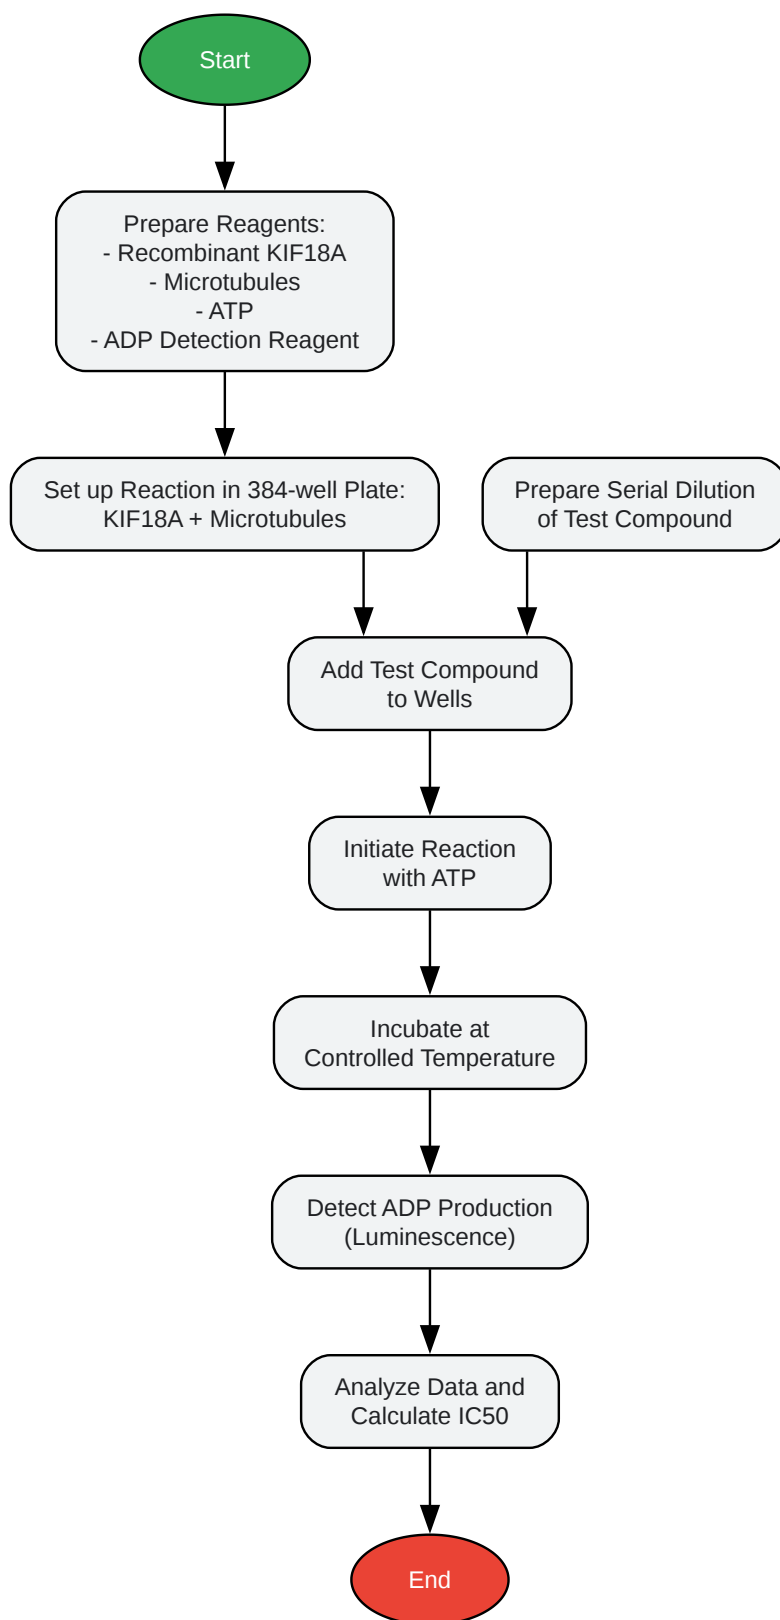 Start
Prepare Reagents:
- Recombinant KIF18A
- Microtubules
- ATP
- ADP Detection Reagent
Set up Reaction in 384-well Plate:
KIF18A + Microtubules
Prepare Serial Dilution
of Test Compound
Add Test Compound
to Wells
Initiate Reaction
with ATP
Incubate at
Controlled Temperature
Detect ADP Production
(Luminescence)
Analyze Data and
Calculate IC50
End